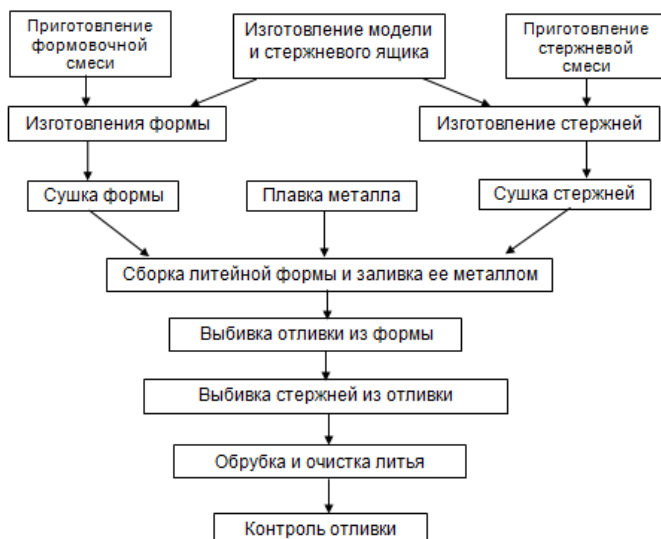 Приготовление
формовочной
смеси
Изготовление модели
и стержневого ящика
Приготовление
стержневой
смеси
Изготовления формы
Изготовление стержней
Сушка формы
Плавка металла
Сушка стержней
Сборка литейной формы и заливка ее металлом
Выбивка отливки из формы
Выбивка стержней из отливки
Обрубка и очистка литья
Контроль отливки